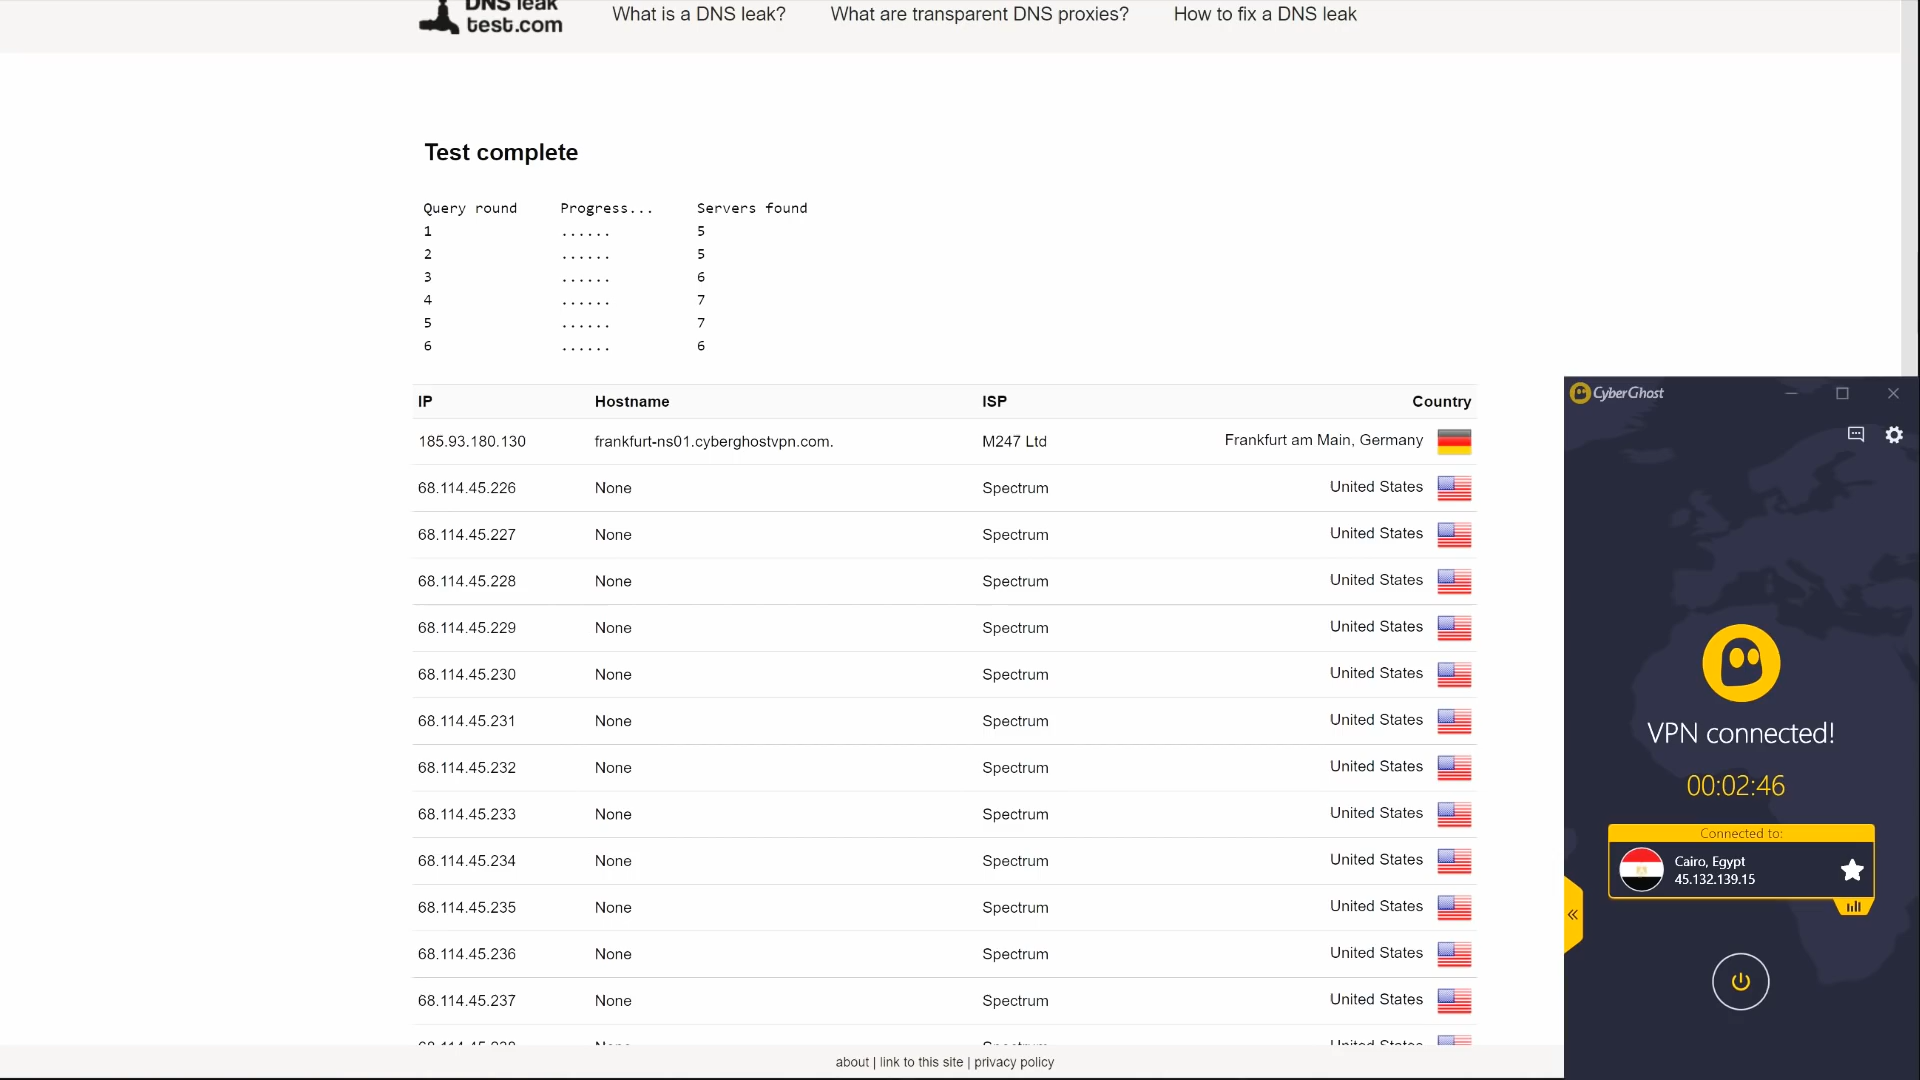 DNS leak
test.com
What is a DNS leak? What are transparent DNS proxies? How to fix a DNS leak
Test complete
Query round Progress... Servers found
1 ...... 5
2 ...... 5
3 ...... 6
4 ...... 7
5 ...... 7
6 ...... 6
IP Hostname ISP Country
185.93.180.130 frankfurt-ns01.cyberghostvpn.com. M247 Ltd Frankfurt am Main, Germany
68.114.45.226 None Spectrum United States
68.114.45.227 None Spectrum United States
68.114.45.228 None Spectrum United States
68.114.45.229 None Spectrum United States
68.114.45.230 None Spectrum United States
68.114.45.231 None Spectrum United States
68.114.45.232 None Spectrum United States
68.114.45.233 None Spectrum United States
68.114.45.234 None Spectrum United States
68.114.45.235 None Spectrum United States
68.114.45.236 None Spectrum United States
68.114.45.237 None Spectrum United States
about | link to this site | privacy policy
CyberGhost
VPN connected!
00:02:46
Connected to:
Cairo, Egypt
45.132.139.15